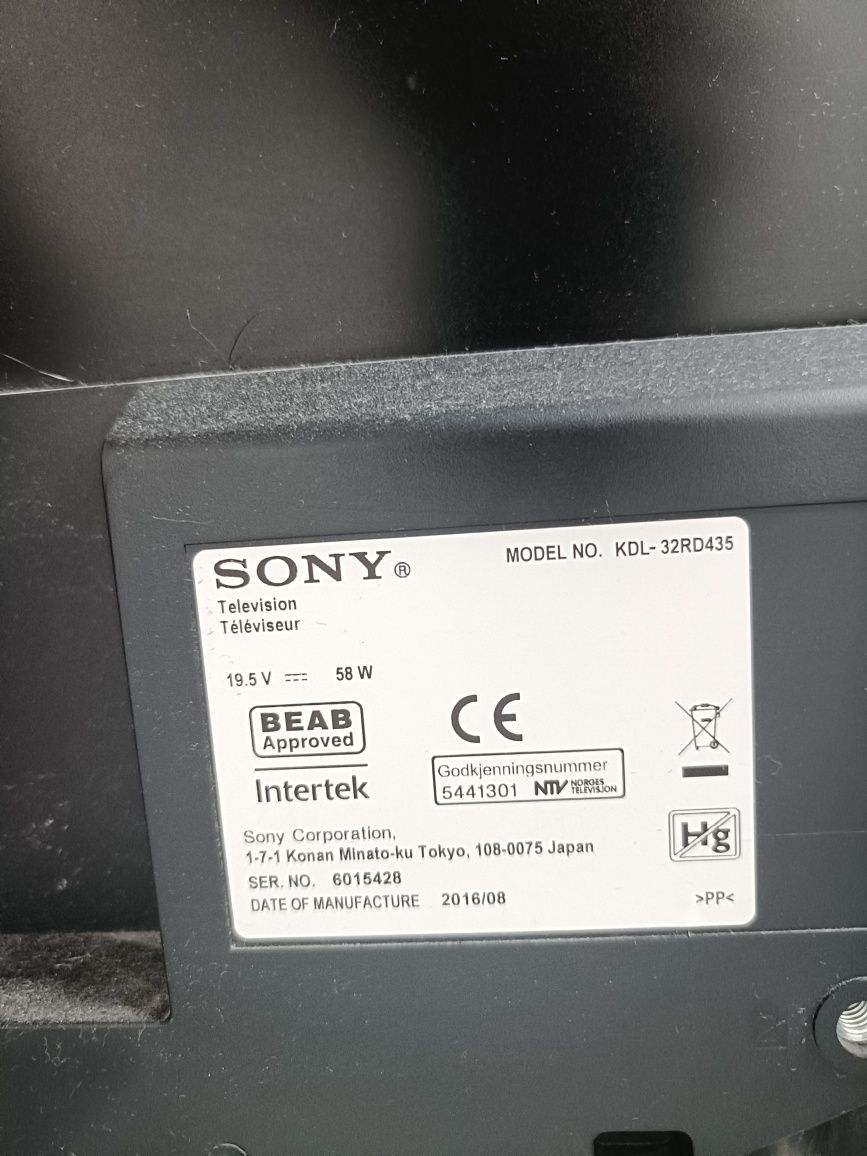 SONY®
MODEL NO. KDL-32RD435
Television
Téléviseur
19.5 V ⎓ 58 W
BEAB
Approved
Intertek
CE
Godkjenningsnummer
5441301 NTV NORGES TELEVISJON
Hg
Sony Corporation,
1-7-1 Konan Minato-ku Tokyo, 108-0075 Japan
SER. NO. 6015428
DATE OF MANUFACTURE 2016/08
>PP<